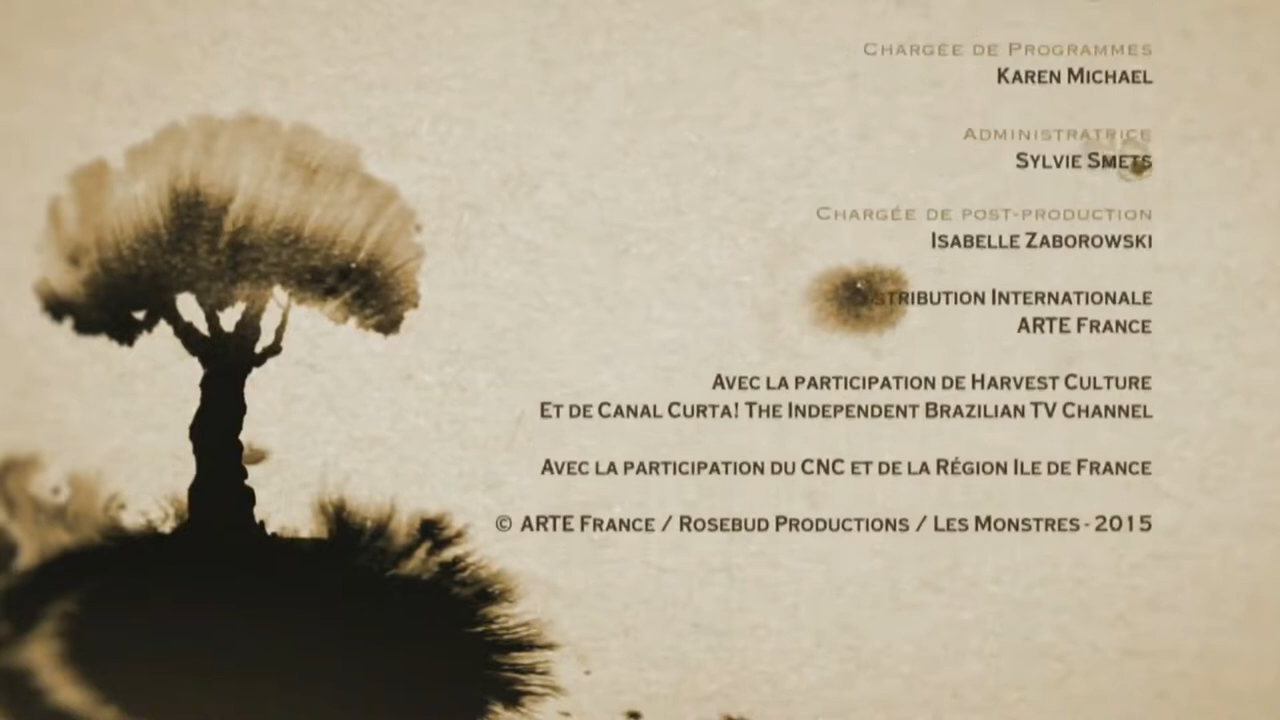 Chargée de Programmes
Karen Michael
Administratrice
Sylvie Smets
Chargée de post-production
Isabelle Zaborowski
Internationale
ARTE France
Avec la participation de Harvest Culture
Et de Canal Curta! The Independent Brazilian TV Channel
Avec la participation du CNC et de la Région Ile de France
© ARTE France / Rosebud Productions / Les Monstres - 2015